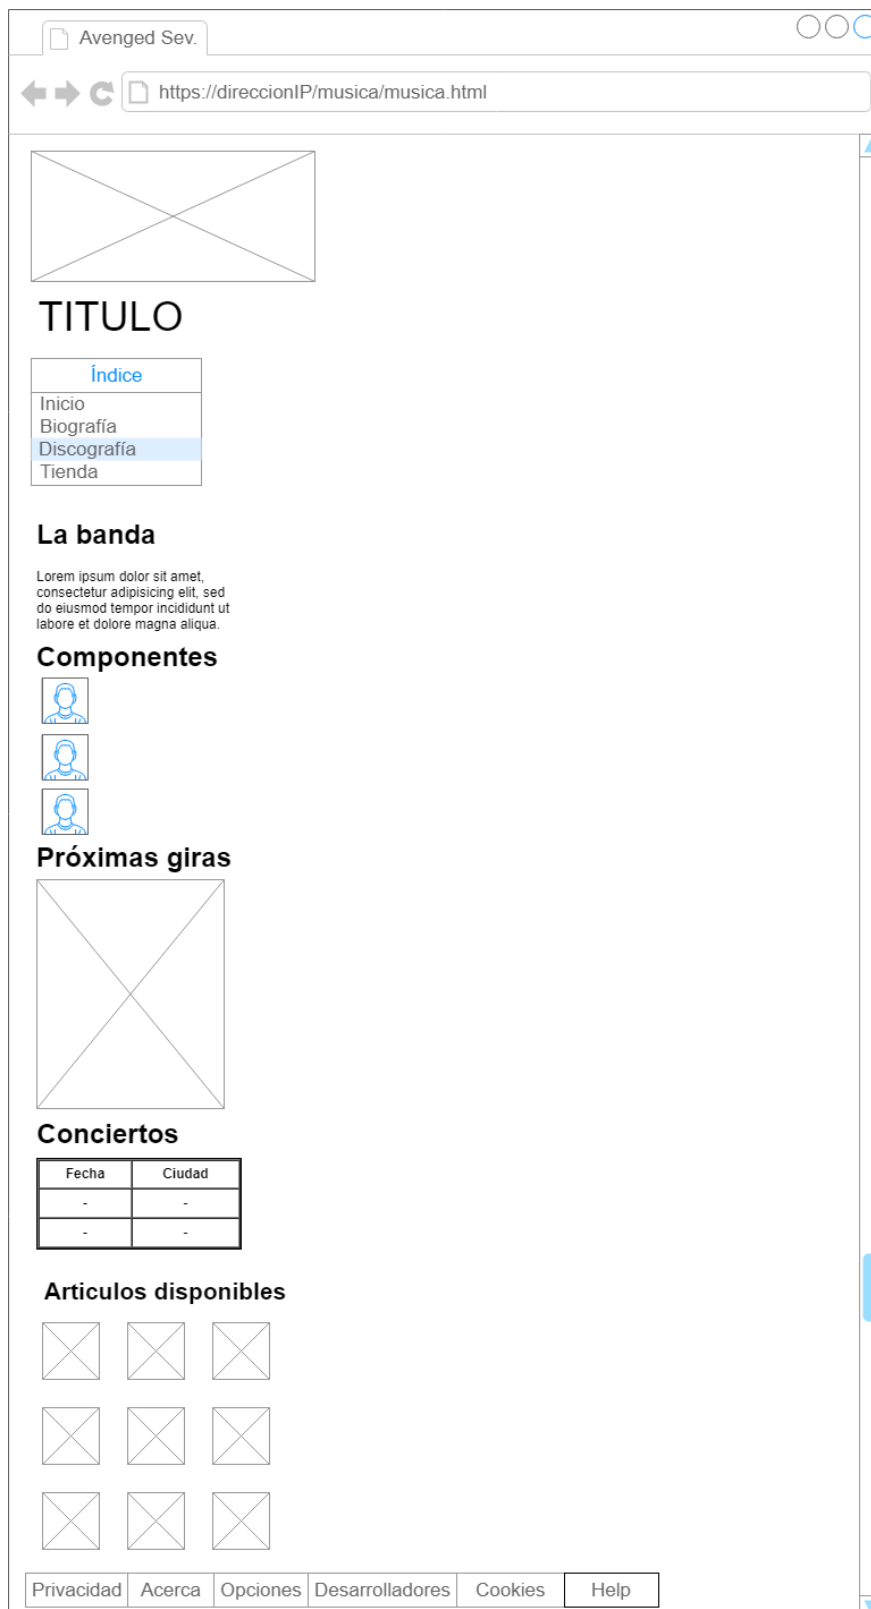 Avenged Sev.
https://direccionIP/musica/musica.html
TITULO
Índice
Inicio
Biografía
Discografía
Tienda
La banda
Lorem ipsum dolor sit amet,
consectetur adipisicing elit, sed
do eiusmod tempor incididunt ut
labore et dolore magna aliqua.
Componentes
Próximas giras
Conciertos
Fecha Ciudad
- -
- -
Articulos disponibles
Privacidad Acerca Opciones Desarrolladores Cookies Help